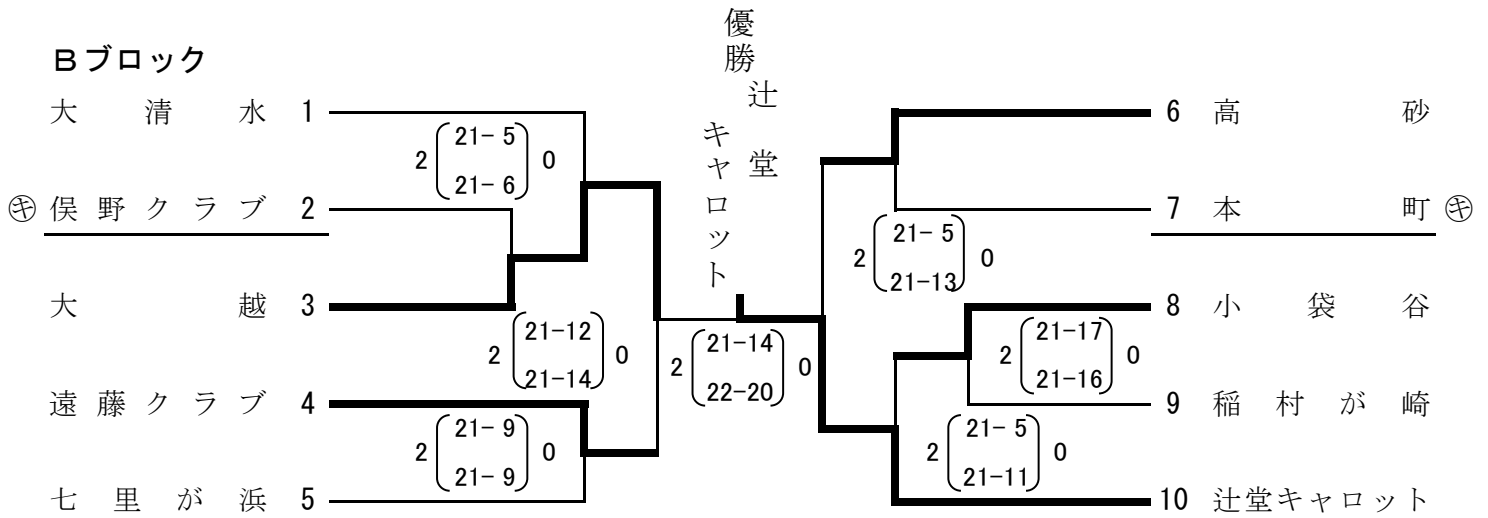 優勝
辻堂
キャロット
Bブロック
大清水 1
㋖ 俣野クラブ 2
大越 3
遠藤クラブ 4
七里が浜 5
2 21- 5 0
21- 6
2 21-12 0
21-14
2 21- 9 0
21- 9
2 21-14 0
22-20
6 高砂
7 本町 ㋖
8 小袋谷
9 稲村が崎
10 辻堂キャロット
2 21- 5 0
21-13
2 21-17 0
21-16
2 21- 5 0
21-11